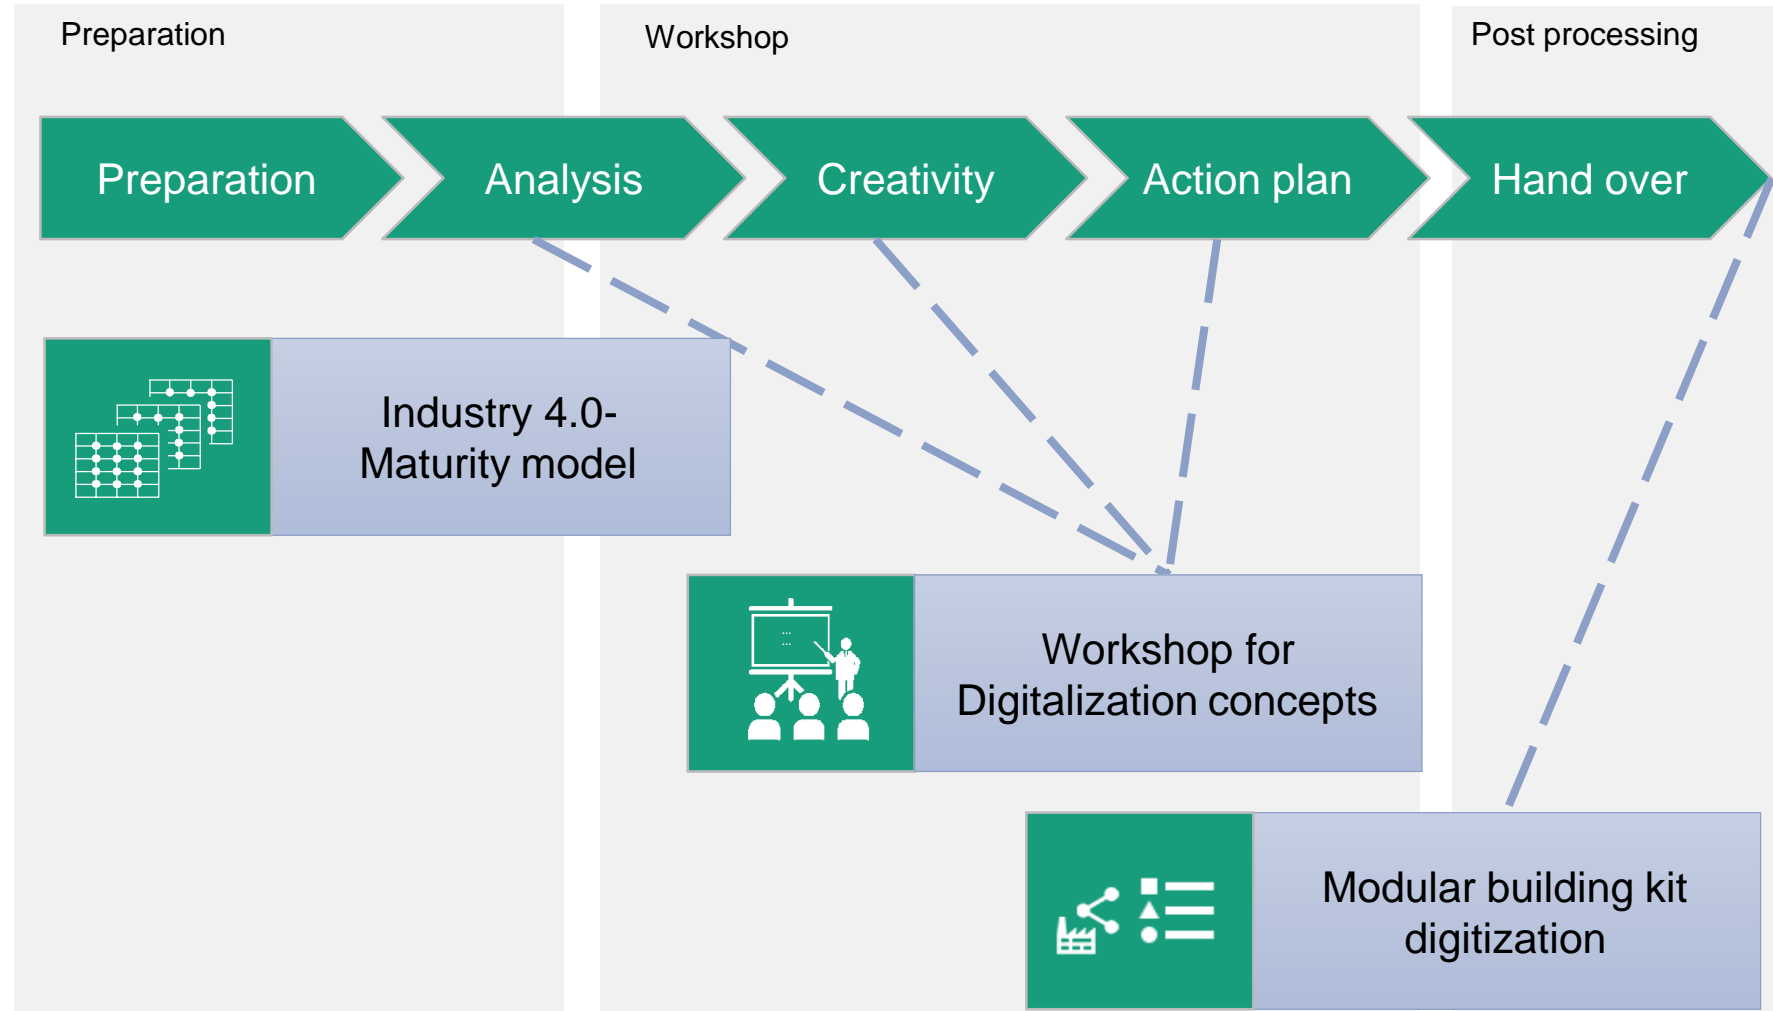 Preparation
Workshop
Post processing
Preparation
Analysis
Creativity
Action plan
Hand over
Industry 4.0-
Maturity model
...
...
Workshop for
Digitalization concepts
Modular building kit
digitization